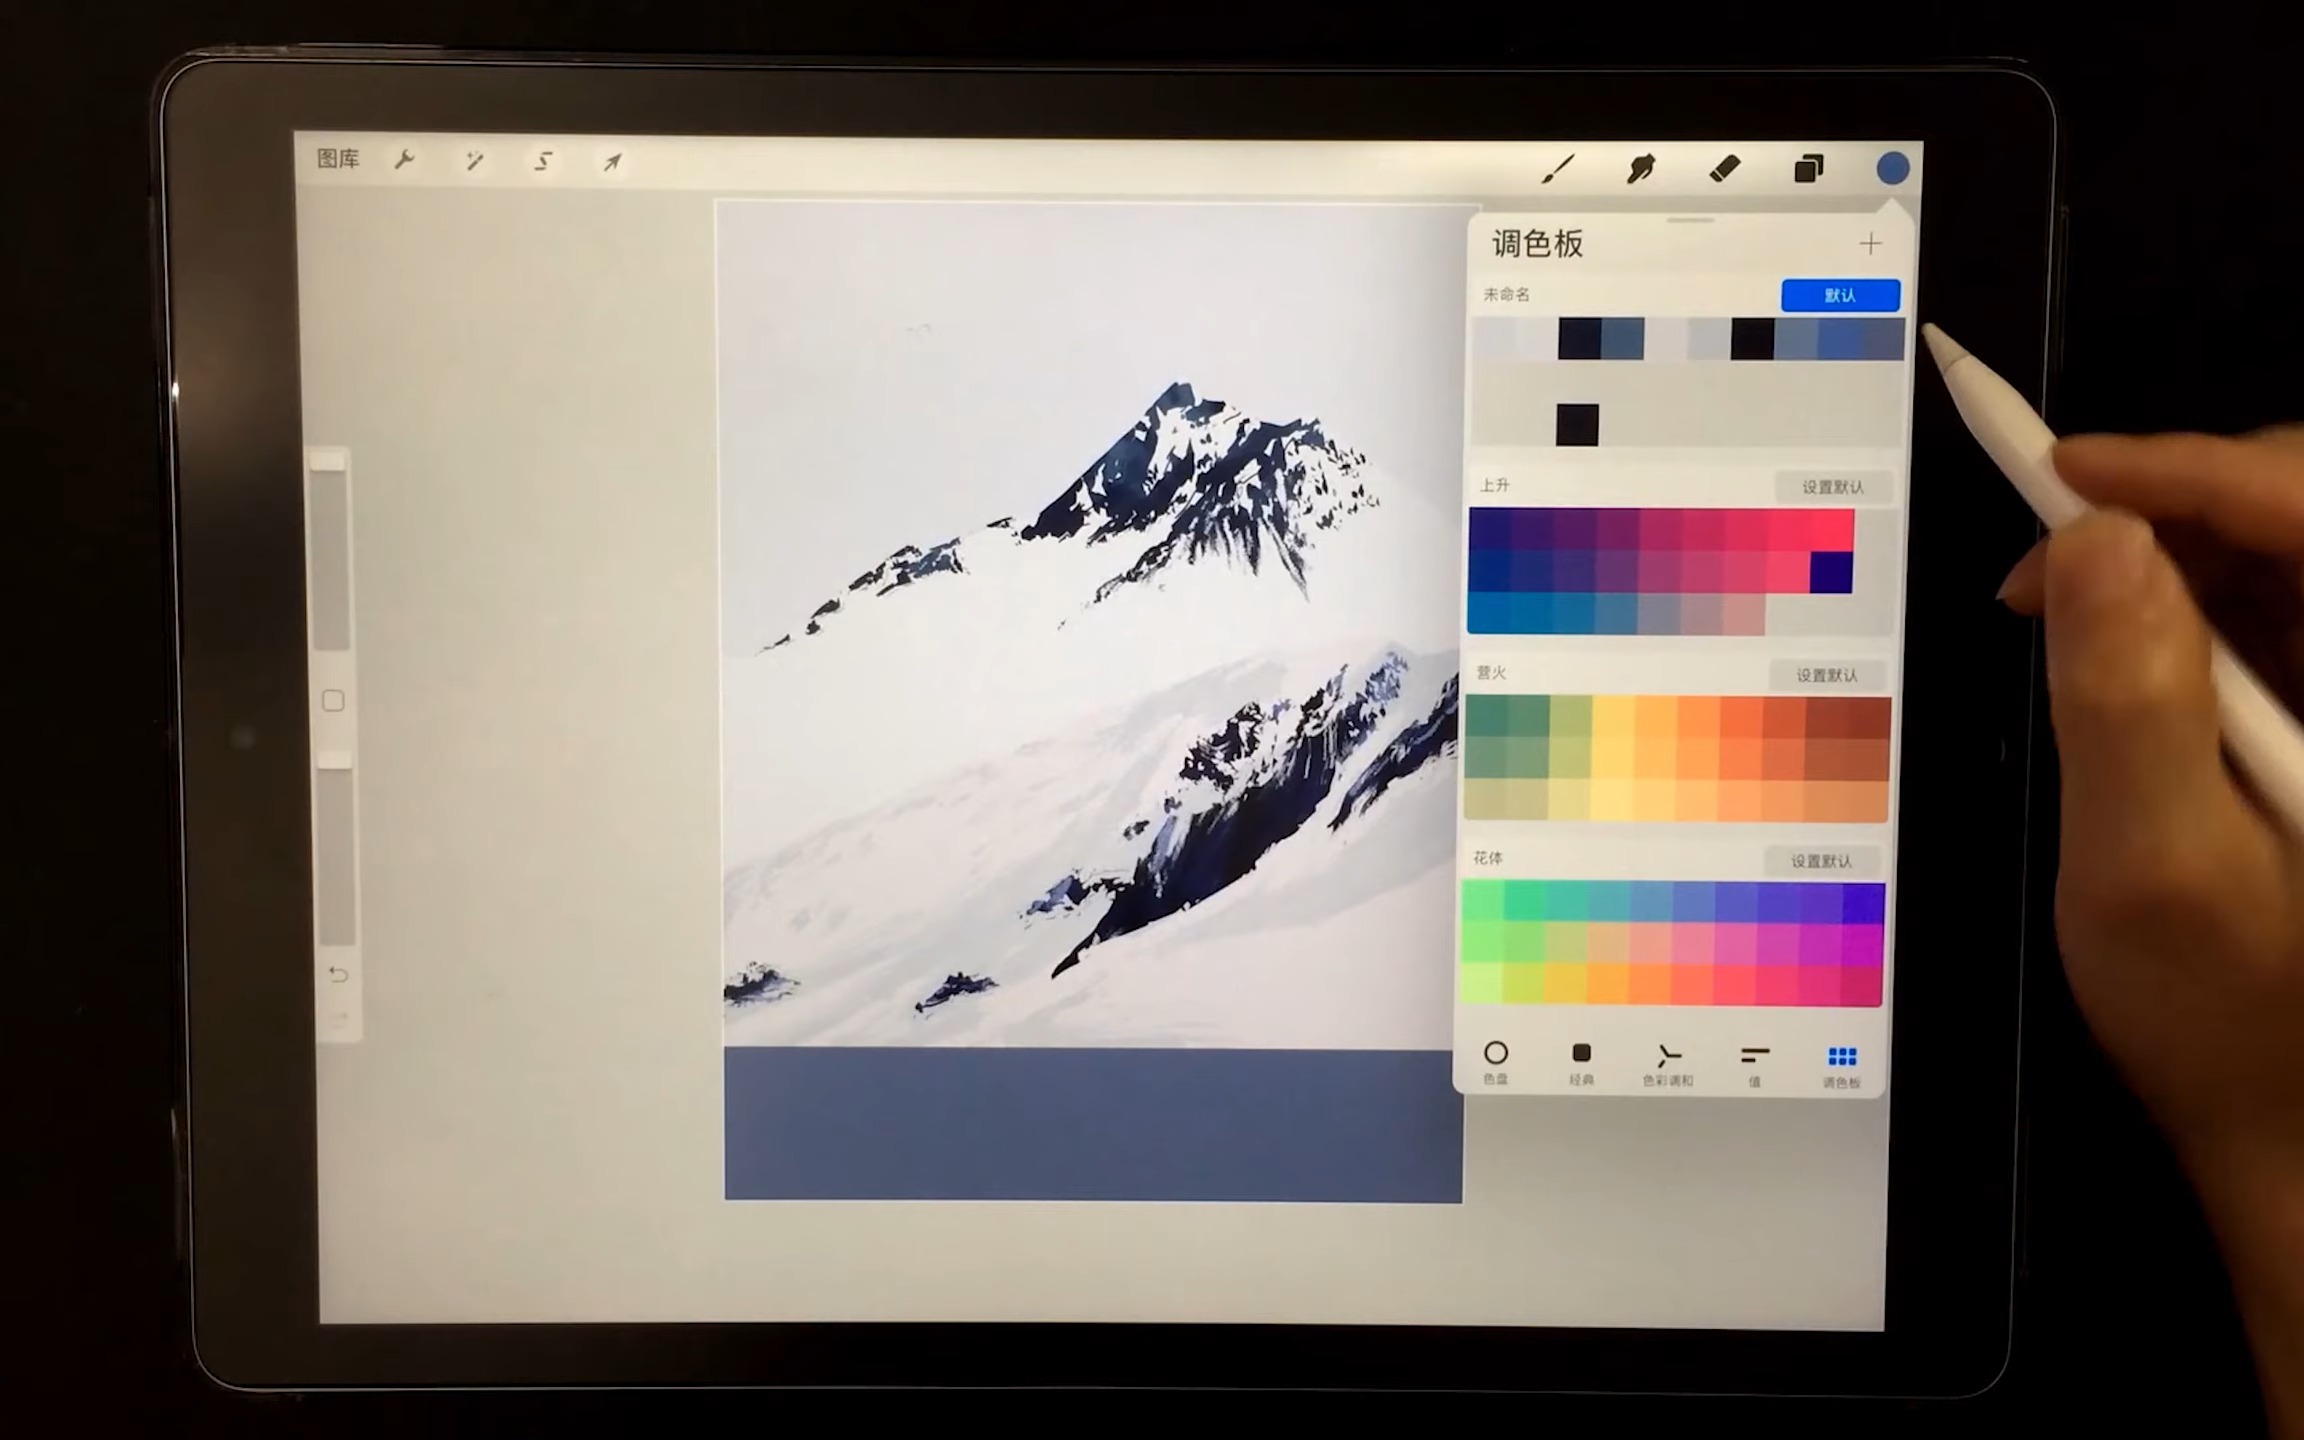 图库
调色板
未命名
默认
上升
设置默认
营火
设置默认
花体
设置默认
色盘
经典
色彩调和
值
调色板